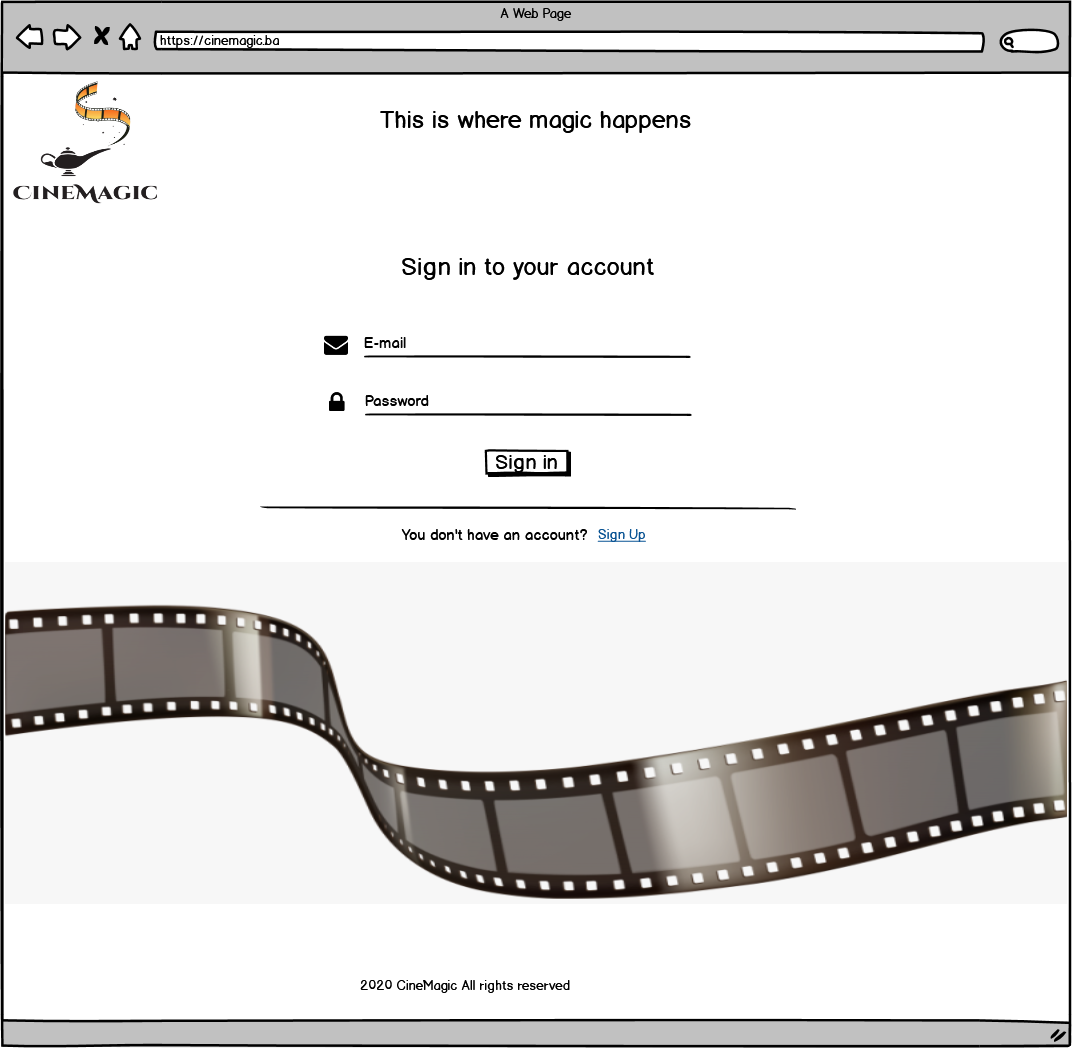 A Web Page
https://cinemagic.ba
This is where magic happens
CINEMAGIC
Sign in to your account
E-mail
Password
Sign in
You don't have an account? Sign Up
2020 CineMagic All rights reserved